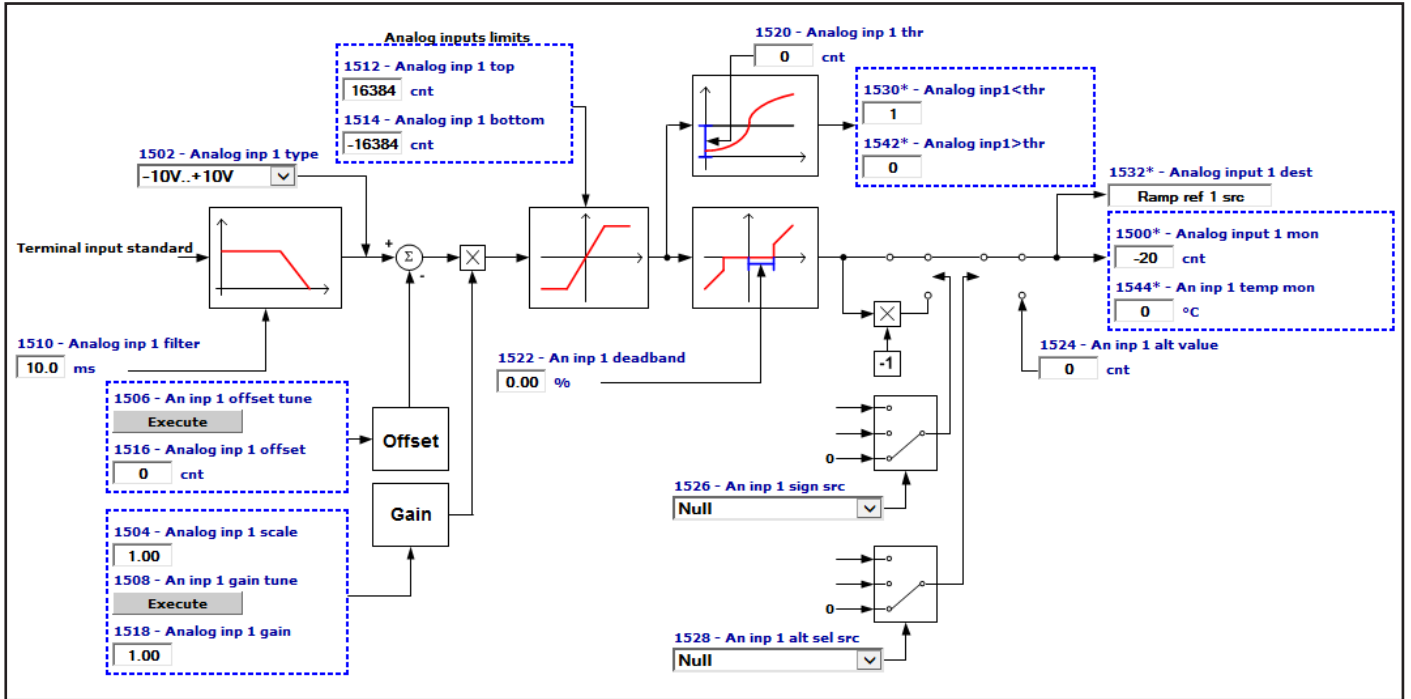 Analog inputs limits
1512 - Analog inp 1 top
16384 cnt
1514 - Analog inp 1 bottom
-16384 cnt
1520 - Analog inp 1 thr
0 cnt
1530* - Analog inp1<thr
1
1542* - Analog inp1>thr
0
1502 - Analog inp 1 type
-10V..+10V
1532* - Analog input 1 dest
Ramp ref 1 src
Terminal input standard
+
Σ
-
×
1500* - Analog input 1 mon
-20 cnt
1544* - An inp 1 temp mon
0 °C
×
-1
1510 - Analog inp 1 filter
10.0 ms
1522 - An inp 1 deadband
0.00 %
1524 - An inp 1 alt value
0 cnt
1506 - An inp 1 offset tune
Execute
1516 - Analog inp 1 offset
0 cnt
Offset
0
1526 - An inp 1 sign src
Null
Gain
1504 - Analog inp 1 scale
1.00
1508 - An inp 1 gain tune
Execute
1518 - Analog inp 1 gain
1.00
0
1528 - An inp 1 alt sel src
Null